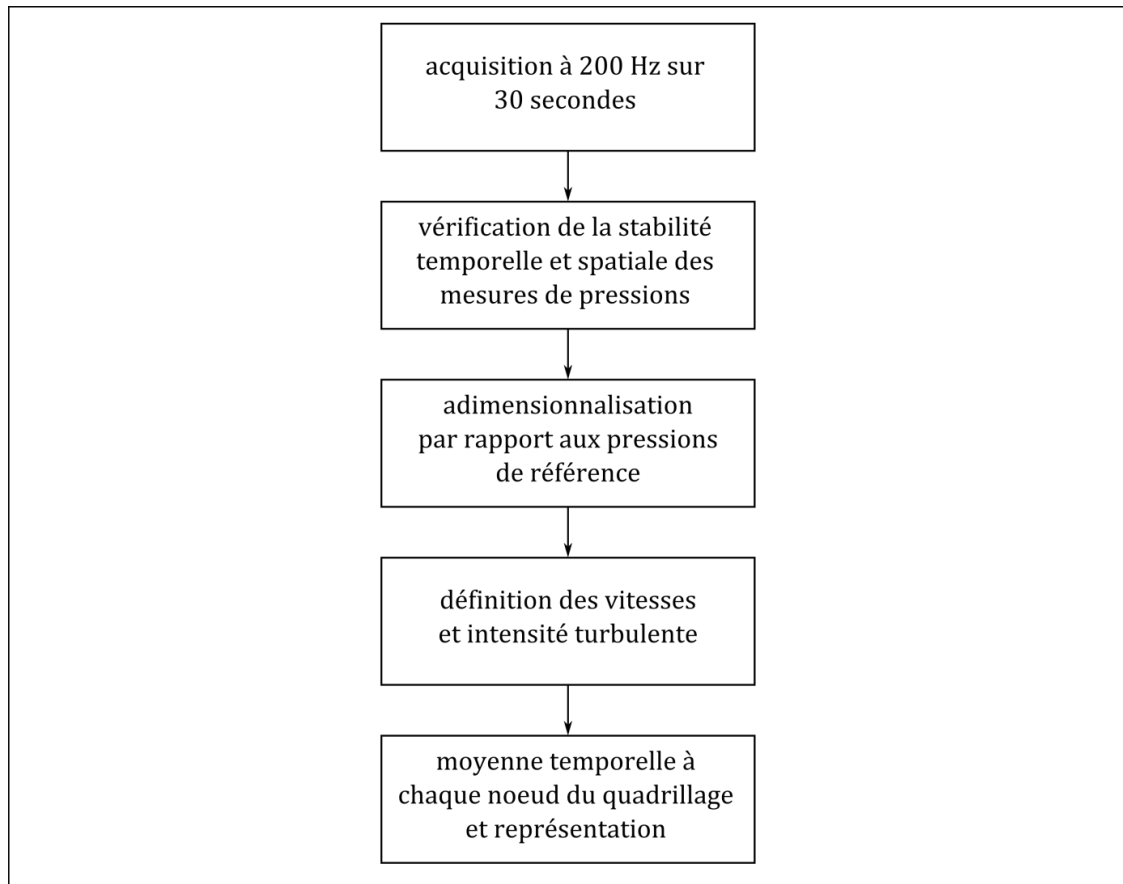 acquisition à 200 Hz sur
30 secondes
vérification de la stabilité
temporelle et spatiale des
mesures de pressions
adimensionnalisation
par rapport aux pressions
de référence
définition des vitesses
et intensité turbulente
moyenne temporelle à
chaque noeud du quadrillage
et représentation